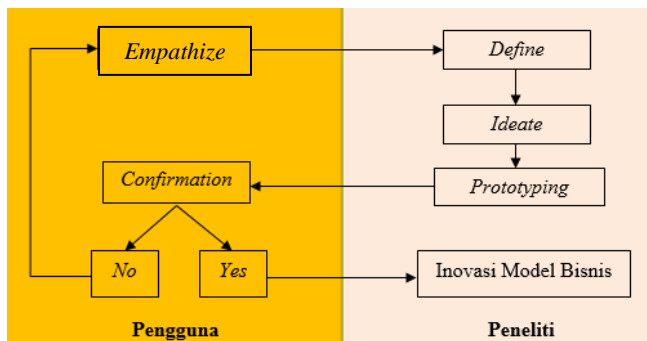 Empathize
Define
Ideate
Confirmation
Prototyping
No
Yes
Inovasi Model Bisnis
Pengguna
Peneliti